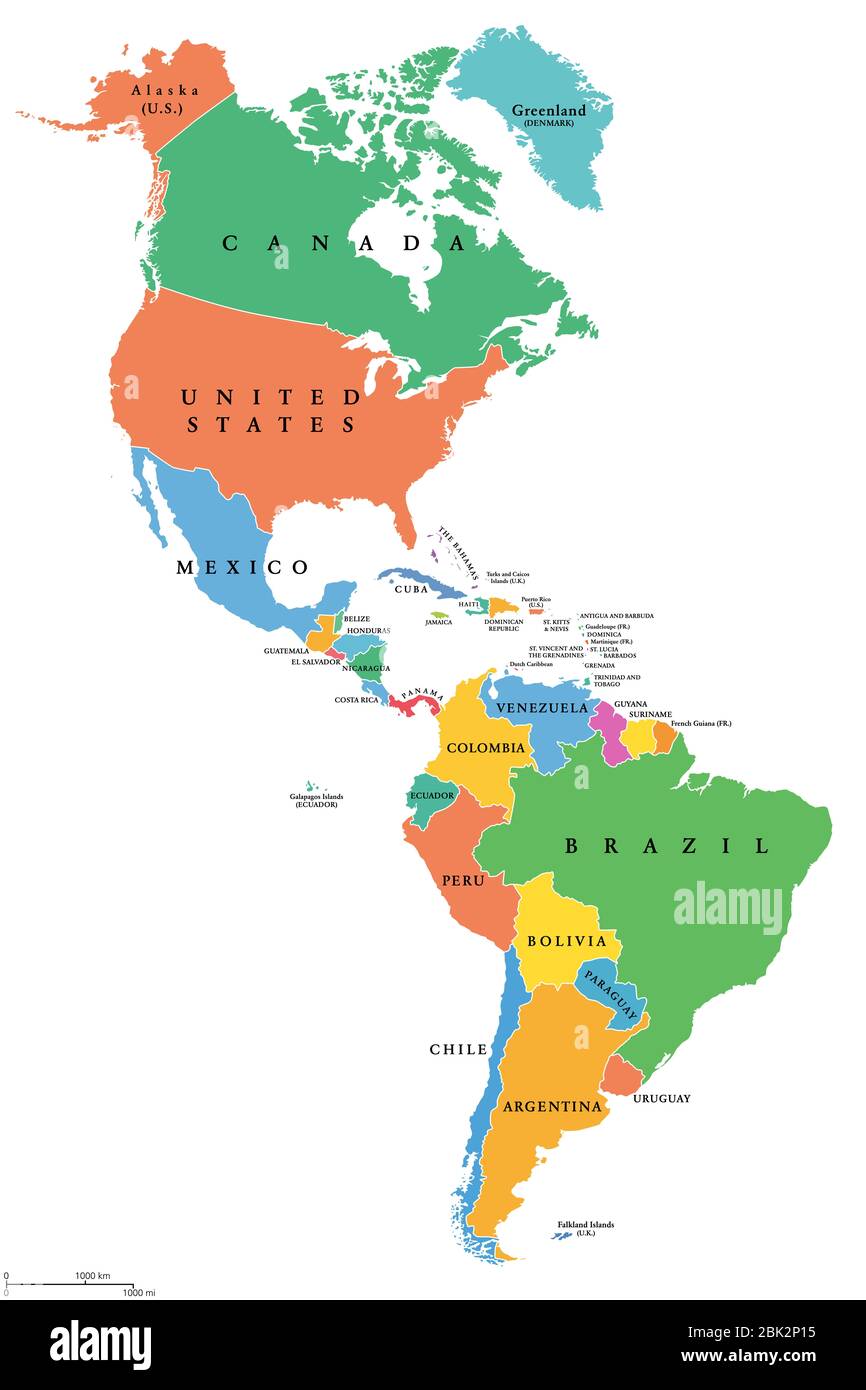 Alaska
(U.S.)
Greenland
(DENMARK)
CANADA
UNITED
STATES
MEXICO
THE BAHAMAS
Turks and Caicos
Islands (U.K.)
CUBA
HAITI
Puerto Rico
(U.S.)
JAMAICA
DOMINICAN
REPUBLIC
ST. KITTS
& NEVIS
ANTIGUA AND BARBUDA
Guadeloupe (FR.)
DOMINICA
Martinique (FR.)
ST. LUCIA
BARBADOS
ST. VINCENT AND
THE GRENADINES
GRENADA
Dutch Caribbean
TRINIDAD AND
TOBAGO
BELIZE
HONDURAS
GUATEMALA
EL SALVADOR
NICARAGUA
COSTA RICA
PANAMA
VENEZUELA
GUYANA
SURINAME
French Guiana (FR.)
COLOMBIA
ECUADOR
Galapagos Islands
(ECUADOR)
BRAZIL
PERU
BOLIVIA
PARAGUAY
CHILE
ARGENTINA
URUGUAY
Falkland Islands
(U.K.)
0
1000 km
0
1000 mi
a
a
a
a
a
a
a
a
alamy
alamy
Image ID: 2BK2P15
www.alamy.com